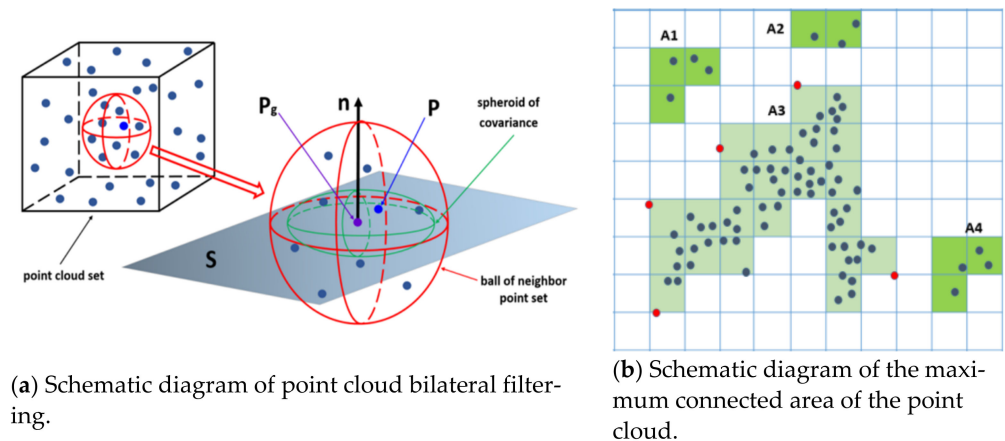 P_g
n
P
spheroid of
covariance
S
point cloud set
ball of neighbor
point set
(a) Schematic diagram of point cloud bilateral filter-
ing.
A1
A2
A3
A4
(b) Schematic diagram of the maxi-
mum connected area of the point
cloud.